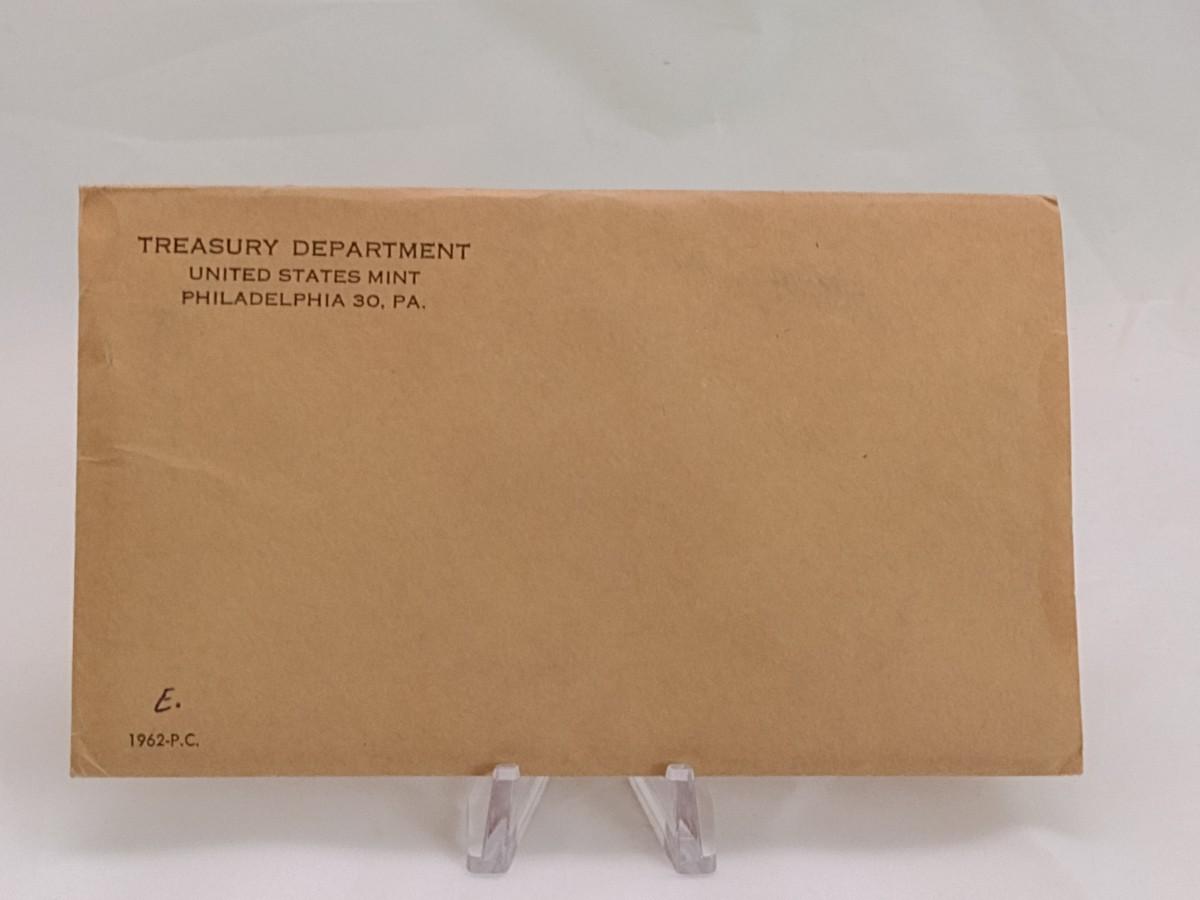 TREASURY DEPARTMENT
UNITED STATES MINT
PHILADELPHIA 30, PA.
E.
1962-P.C.